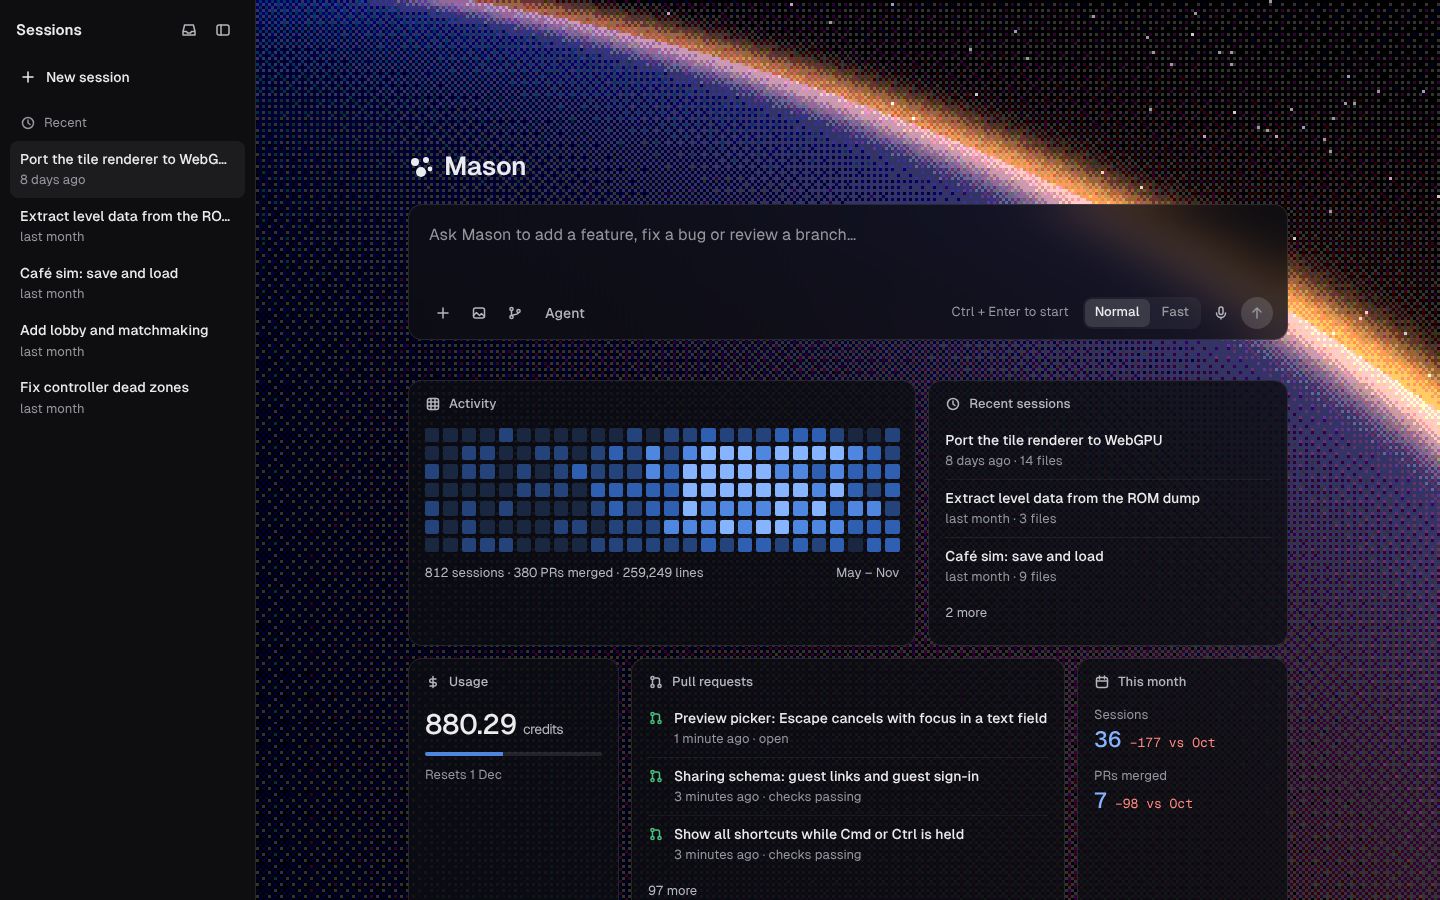 Sessions
New session
Recent
Port the tile renderer to WebG...
8 days ago
Extract level data from the RO...
last month
Café sim: save and load
last month
Add lobby and matchmaking
last month
Fix controller dead zones
last month
Mason
Ask Mason to add a feature, fix a bug or review a branch...
Agent
Ctrl + Enter to start
Normal
Fast
Activity
812 sessions · 380 PRs merged · 259,249 lines
May – Nov
Recent sessions
Port the tile renderer to WebGPU
8 days ago · 14 files
Extract level data from the ROM dump
last month · 3 files
Café sim: save and load
last month · 9 files
2 more
Usage
880.29 credits
Resets 1 Dec
Pull requests
Preview picker: Escape cancels with focus in a text field
1 minute ago · open
Sharing schema: guest links and guest sign-in
3 minutes ago · checks passing
Show all shortcuts while Cmd or Ctrl is held
3 minutes ago · checks passing
97 more
This month
Sessions
36 −177 vs Oct
PRs merged
7 −98 vs Oct